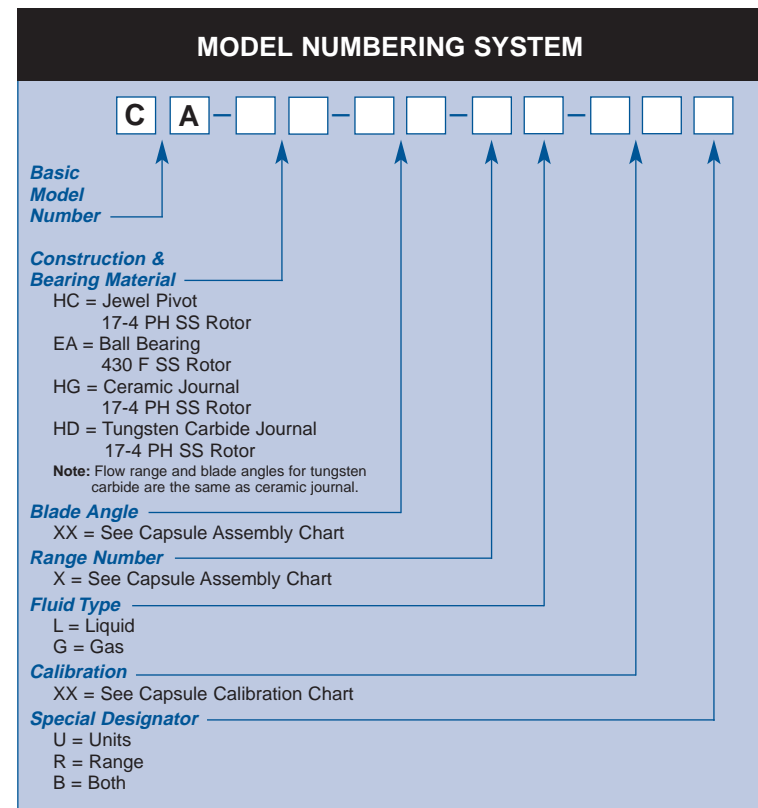 MODEL NUMBERING SYSTEM
C A - - - -
Basic
Model
Number
Construction &
Bearing Material
HC = Jewel Pivot
17-4 PH SS Rotor
EA = Ball Bearing
430 F SS Rotor
HG = Ceramic Journal
17-4 PH SS Rotor
HD = Tungsten Carbide Journal
17-4 PH SS Rotor
Note: Flow range and blade angles for tungsten
carbide are the same as ceramic journal.
Blade Angle
XX = See Capsule Assembly Chart
Range Number
X = See Capsule Assembly Chart
Fluid Type
L = Liquid
G = Gas
Calibration
XX = See Capsule Calibration Chart
Special Designator
U = Units
R = Range
B = Both